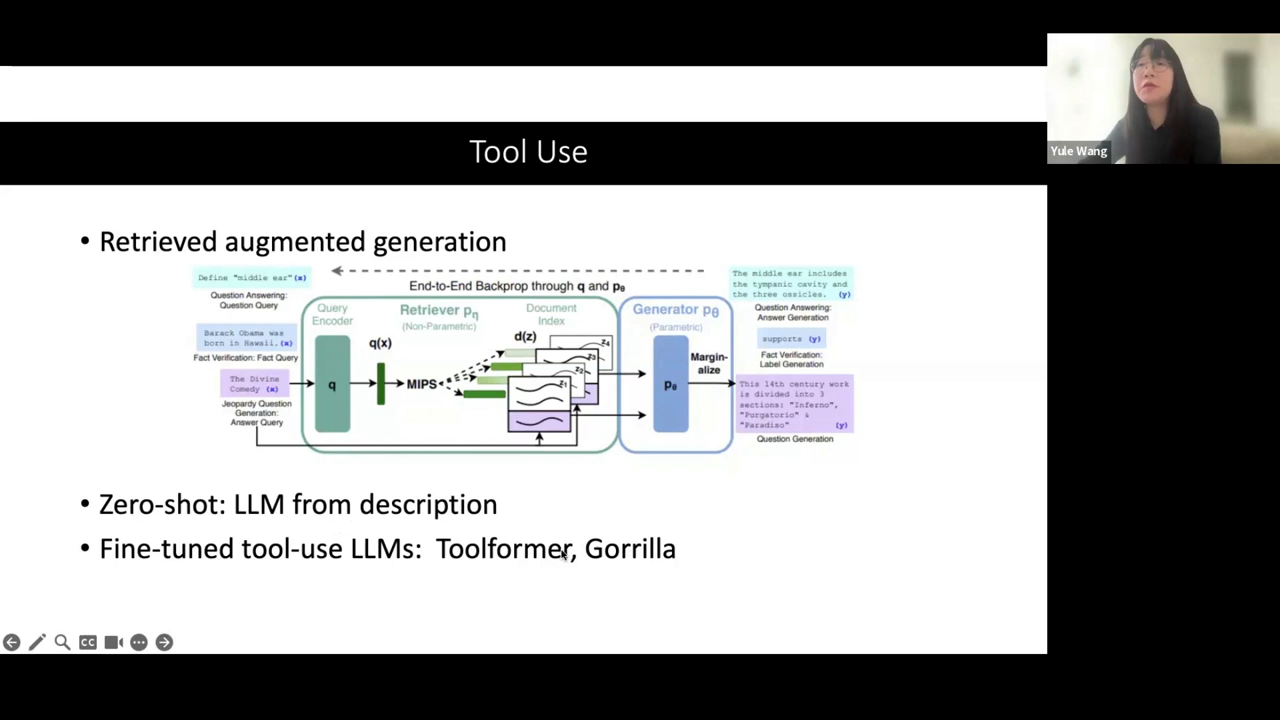 Yule Wang
Tool Use
• Retrieved augmented generation
End-to-End Backprop through q and pθ
Define "middle ear"(x)
Question Answering:
Question Query
Barack Obama was
born in Hawaii.(x)
Fact Verification: Fact Query
The Divine
Comedy (x)
Jeopardy Question
Generation:
Answer Query
Query
Encoder
q
q(x)
Retriever pη
(Non-Parametric)
MIPS
Document
Index
d(z)
z4
z3
z2
z1
Generator pθ
(Parametric)
pθ
Margin-
alize
The middle ear includes
the tympanic cavity and
the three ossicles. (y)
Question Answering:
Answer Generation
supports (y)
Fact Verification:
Label Generation
This 14th century work
is divided into 3
sections: "Inferno",
"Purgatorio" &
"Paradiso" (y)
Question Generation
• Zero-shot: LLM from description
• Fine-tuned tool-use LLMs: Toolformer, Gorrilla
CC